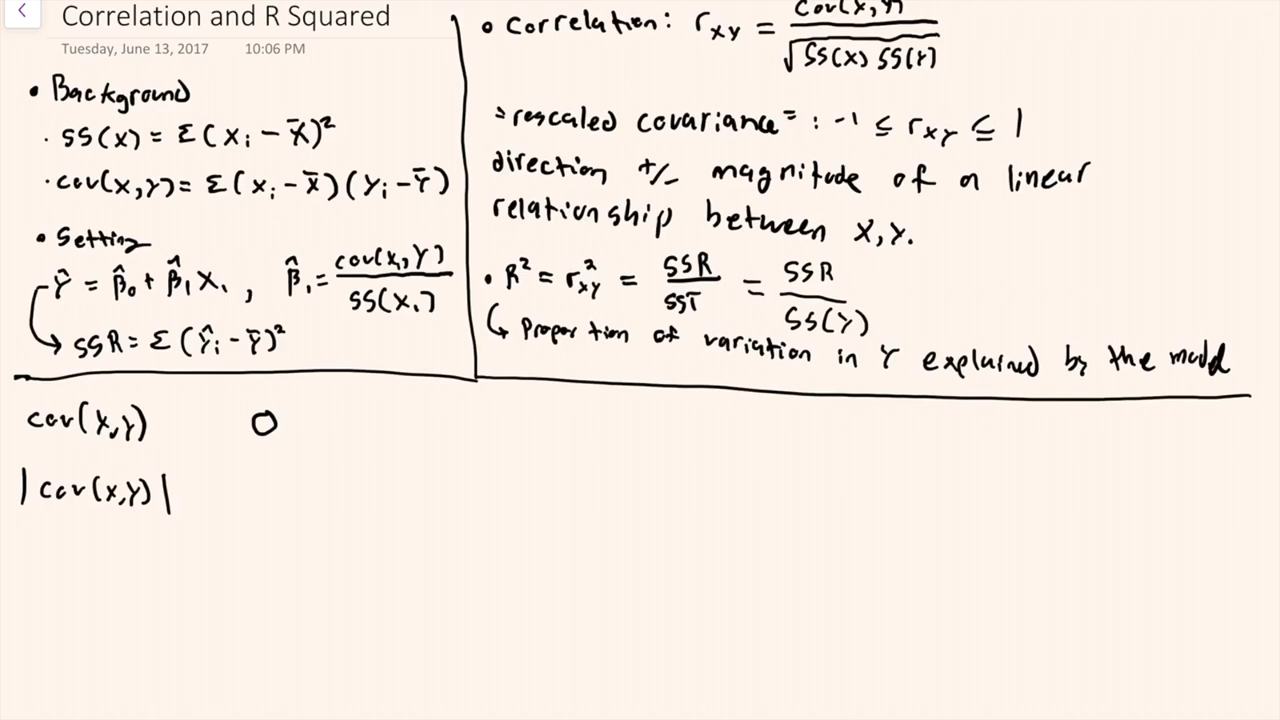 Correlation and R Squared
Tuesday, June 13, 2017 10:06 PM
• Background
· SS(X) = Σ(Xᵢ - X̄)²
· cov(X,Y) = Σ(Xᵢ - X̄)(Yᵢ - Ȳ)
• Setting
Ŷ = β̂₀ + β̂₁X₁, β̂₁ = cov(X₁,Y) / SS(X₁)
↳ SSR = Σ(Ŷᵢ - Ȳ)²
• Correlation: r_XY = cov(X,Y) / √SS(X) SS(Y)
"rescaled covariance": -1 ≤ r_XY ≤ 1
direction +/- magnitude of a linear
relationship between X,Y.
• R² = r²_XY = SSR / SST = SSR / SS(Y)
↳ Proportion of variation in Y explained by the model
cov(X,Y) 0
|cov(X,Y)|